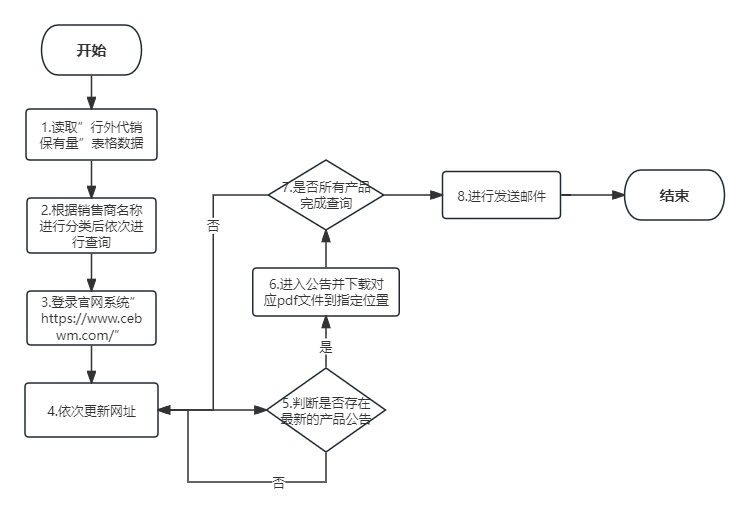 开始
1.读取”行外代销
保有量”表格数据
2.根据销售商名称
进行分类后依次进
行查询
3.登录官网系统”
https://www.ceb
wm.com/”
4.依次更新网址
5.判断是否存在
最新的产品公告
否
是
6.进入公告并下载对
应pdf文件到指定位置
7.是否所有产品
完成查询
否
8.进行发送邮件
结束